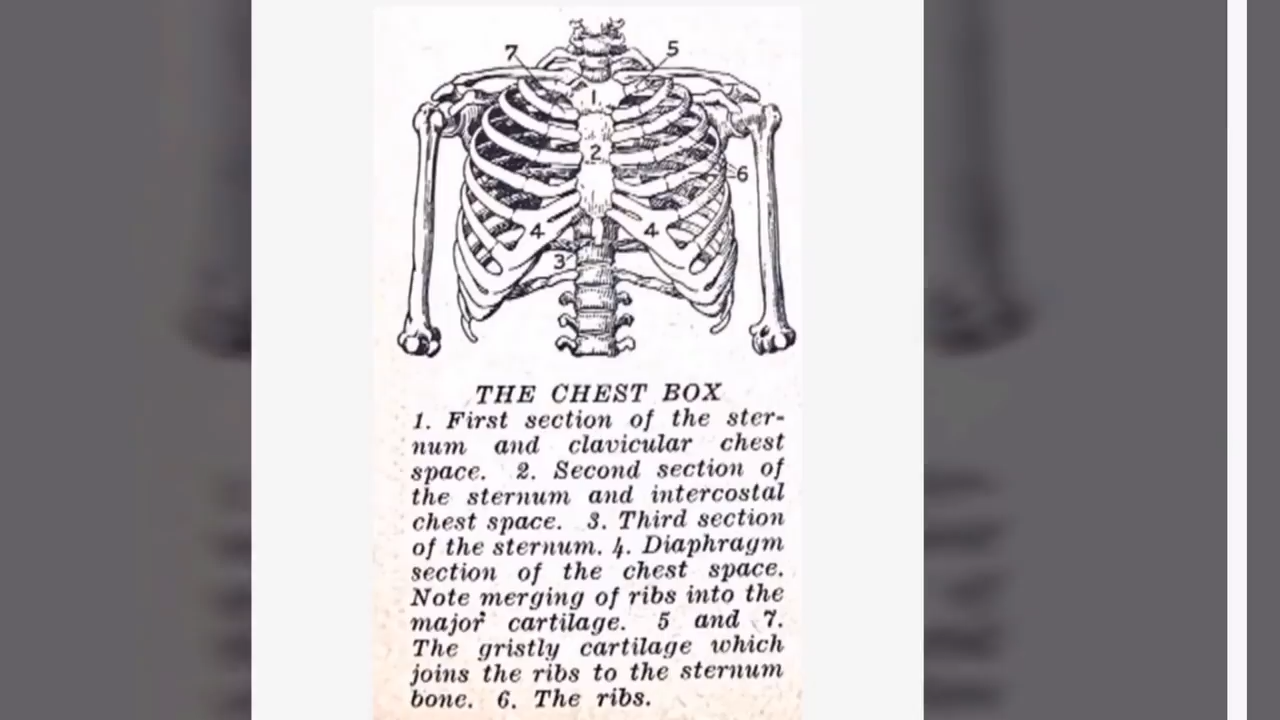 7
5
1
2
6
4
4
3
THE CHEST BOX
1. First section of the ster-
num and clavicular chest
space. 2. Second section of
the sternum and intercostal
chest space. 3. Third section
of the sternum. 4. Diaphragm
section of the chest space.
Note merging of ribs into the
major cartilage. 5 and 7.
The gristly cartilage which
joins the ribs to the sternum
bone. 6. The ribs.